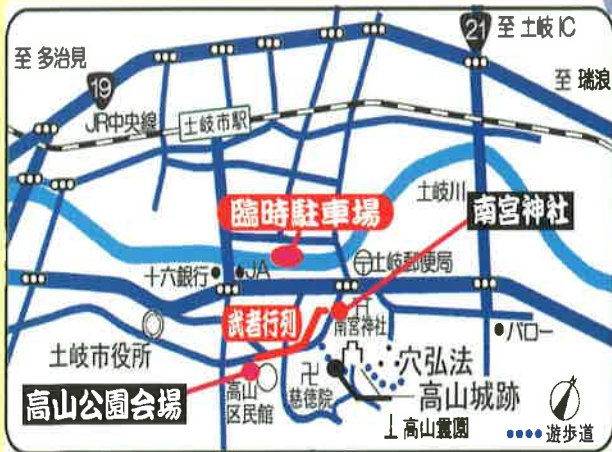 21
至 土岐IC
至 多治見
19
至 瑞浪
JR中央線
土岐市駅
土岐川
臨時駐車場
南宮神社
十六銀行
JA
〒土岐郵便局
武者行列
南宮神社
バロー
土岐市役所
穴弘法
高山公園会場
高山
区民館
卍
慈徳院
高山城跡
高山霊園
遊歩道